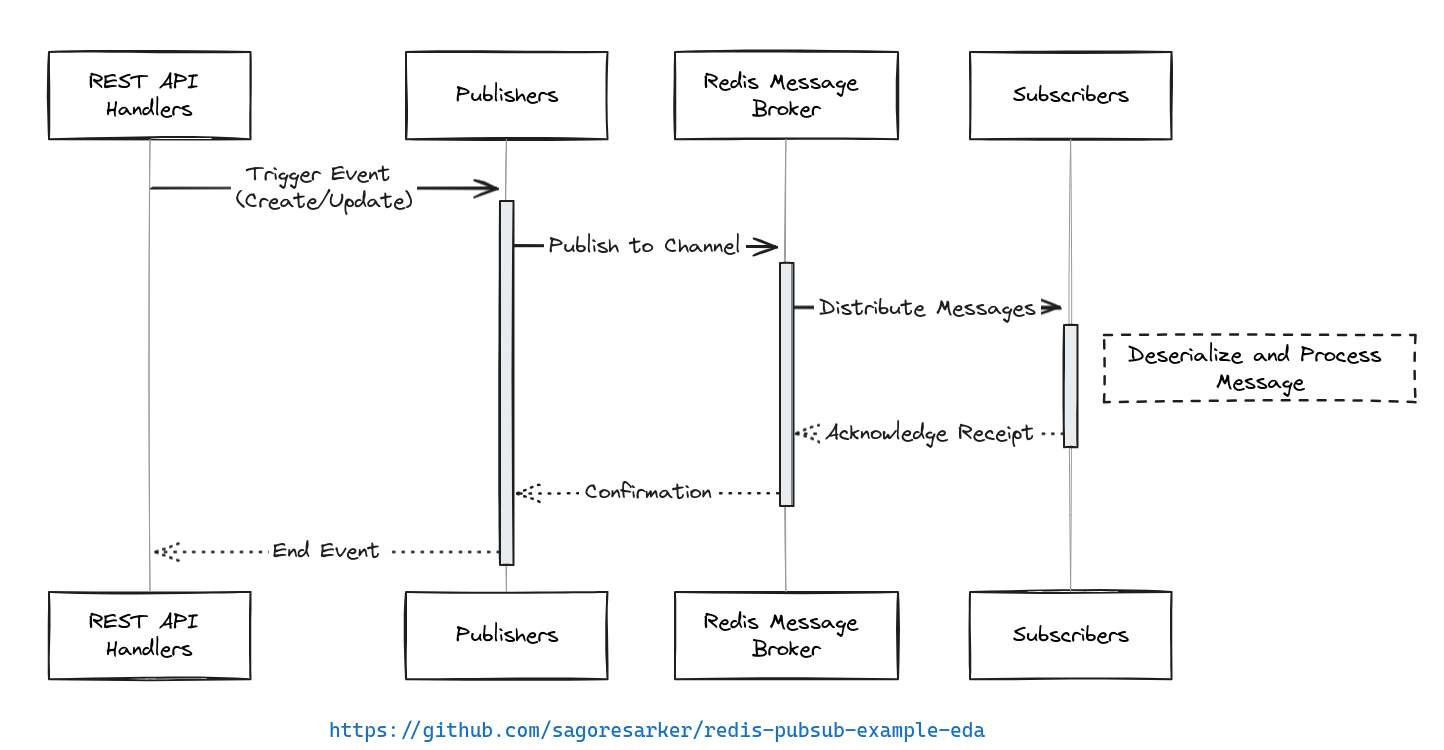 REST API
Handlers
Publishers
Redis Message
Broker
Subscribers
Trigger Event
(Create/Update)
Publish to Channel
Distribute Messages
Deserialize and Process
Message
Acknowledge Receipt
Confirmation
End Event
REST API
Handlers
Publishers
Redis Message
Broker
Subscribers
https://github.com/sagoresarker/redis-pubsub-example-eda